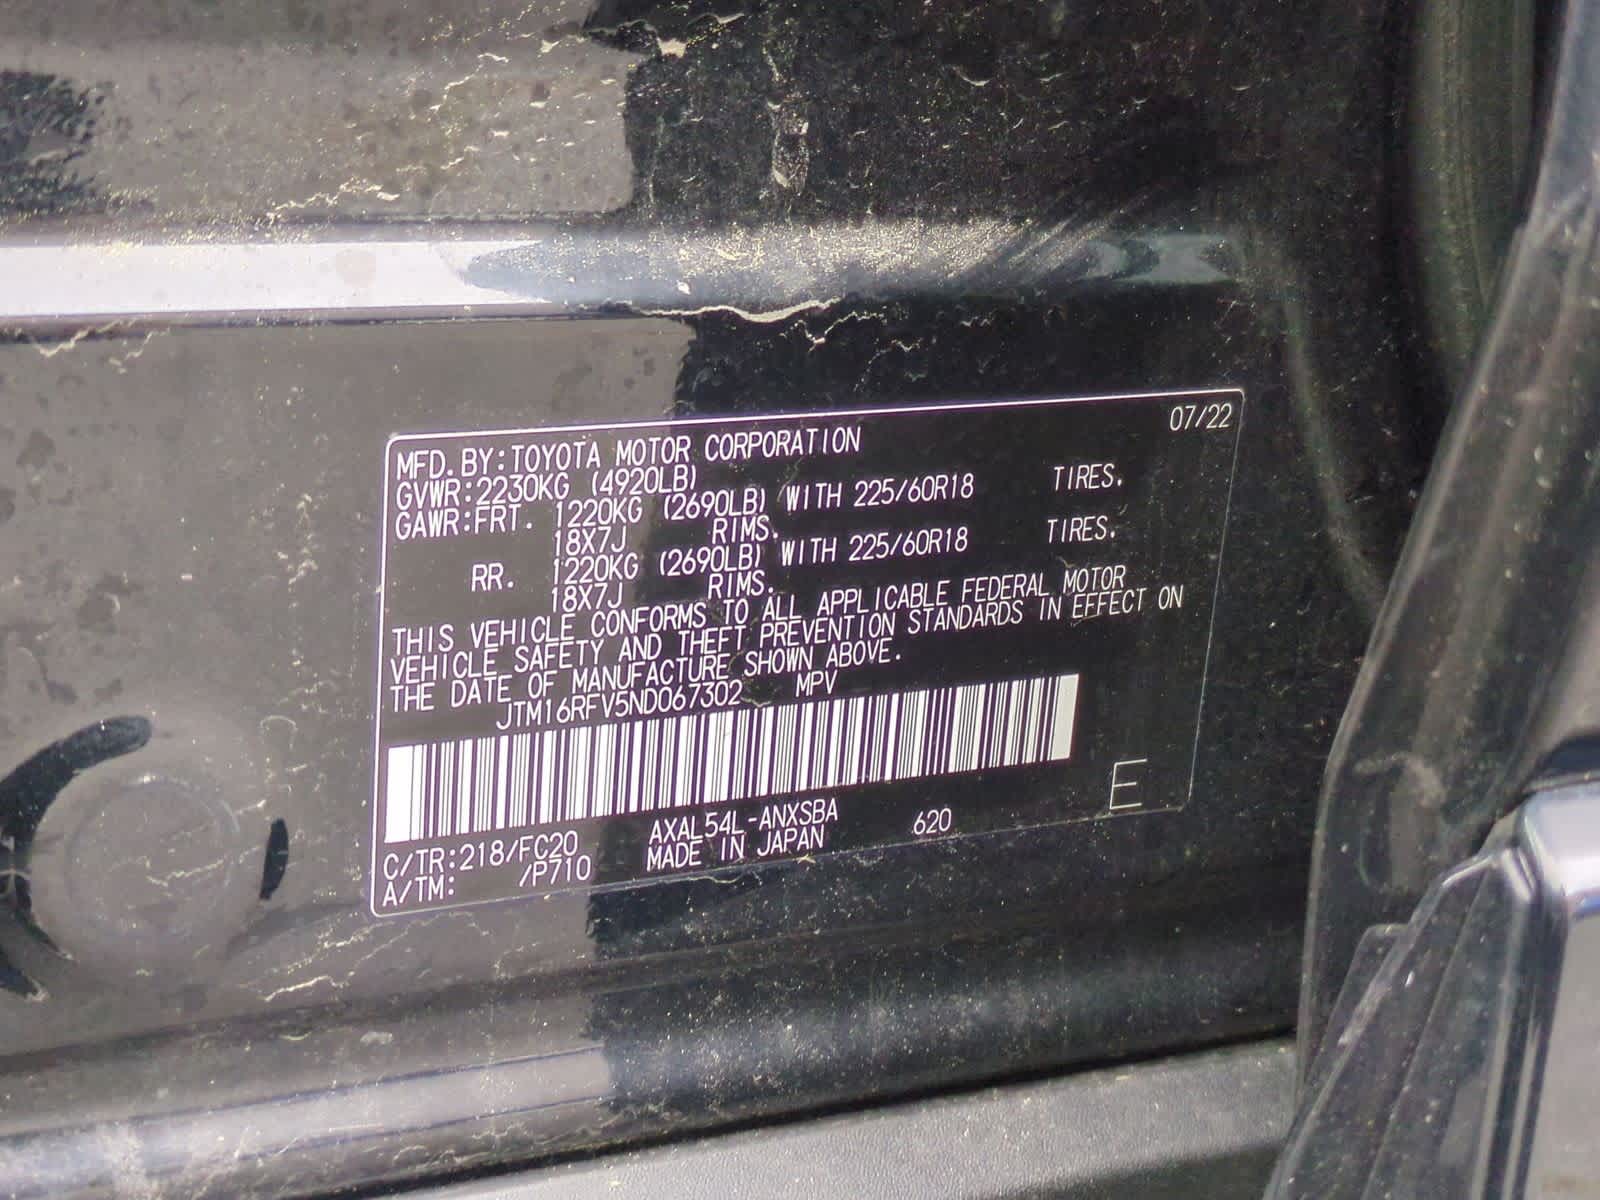 07/22
MFD. BY:TOYOTA MOTOR CORPORATION
GVWR:2230KG (4920LB)
GAWR:FRT. 1220KG (2690LB) WITH 225/60R18 TIRES,
18X7J RIMS.
RR. 1220KG (2690LB) WITH 225/60R18 TIRES,
18X7J RIMS.
THIS VEHICLE CONFORMS TO ALL APPLICABLE FEDERAL MOTOR
VEHICLE SAFETY AND THEFT PREVENTION STANDARDS IN EFFECT ON
THE DATE OF MANUFACTURE SHOWN ABOVE.
JTM16RFV5ND067302 MPV
C/TR:218/FC20 AXAL54L-ANXSBA 620
A/TM: /P710 MADE IN JAPAN
E